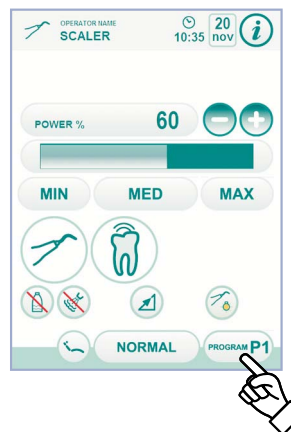 OPERATOR NAME
SCALER
10:35
20
nov
i
POWER % 60 - +
MIN MED MAX
NORMAL PROGRAM P1